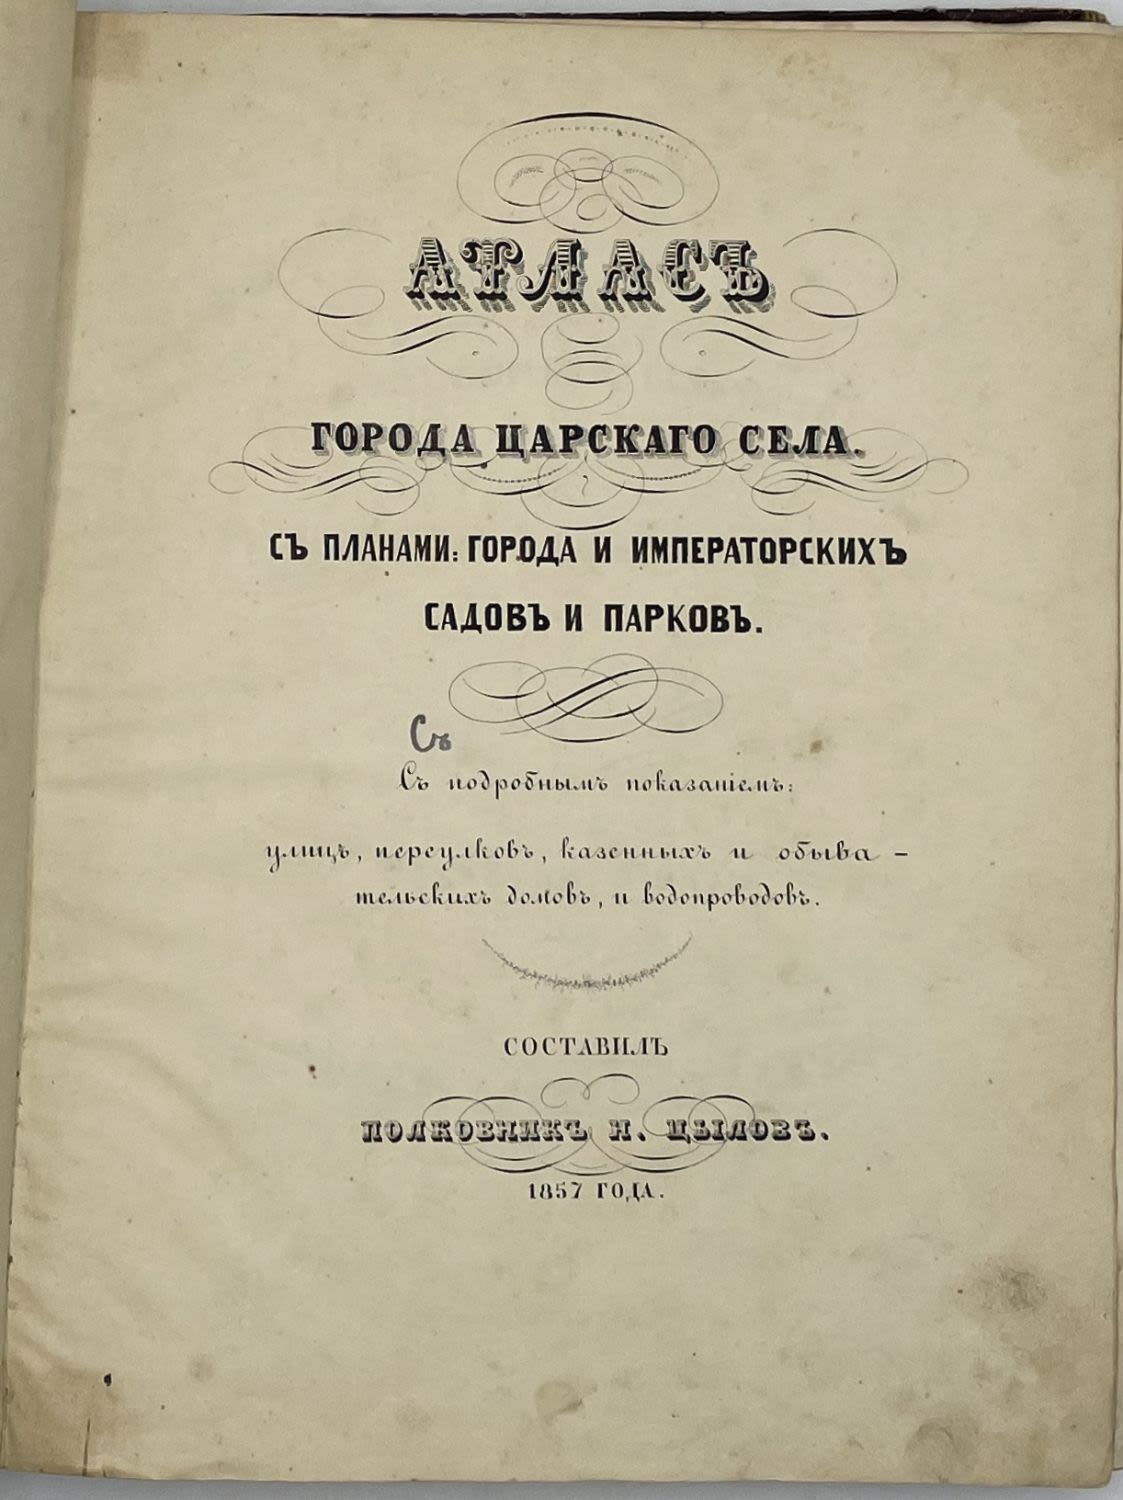 АТЛАСЪ
ГОРОДА ЦАРСКАГО СЕЛА.
СЪ ПЛАНАМИ: ГОРОДА И ИМПЕРАТОРСКИХЪ
САДОВЪ И ПАРКОВЪ.
Съ
Съ подробнымъ показаніемъ:
улицъ, переулковъ, казенныхъ и обыва-
тельскихъ домовъ, и водопроводовъ.
СОСТАВИЛЪ
ПОЛКОВНИКЪ Н. ЦЫЛОВЪ.
1857 ГОДА.